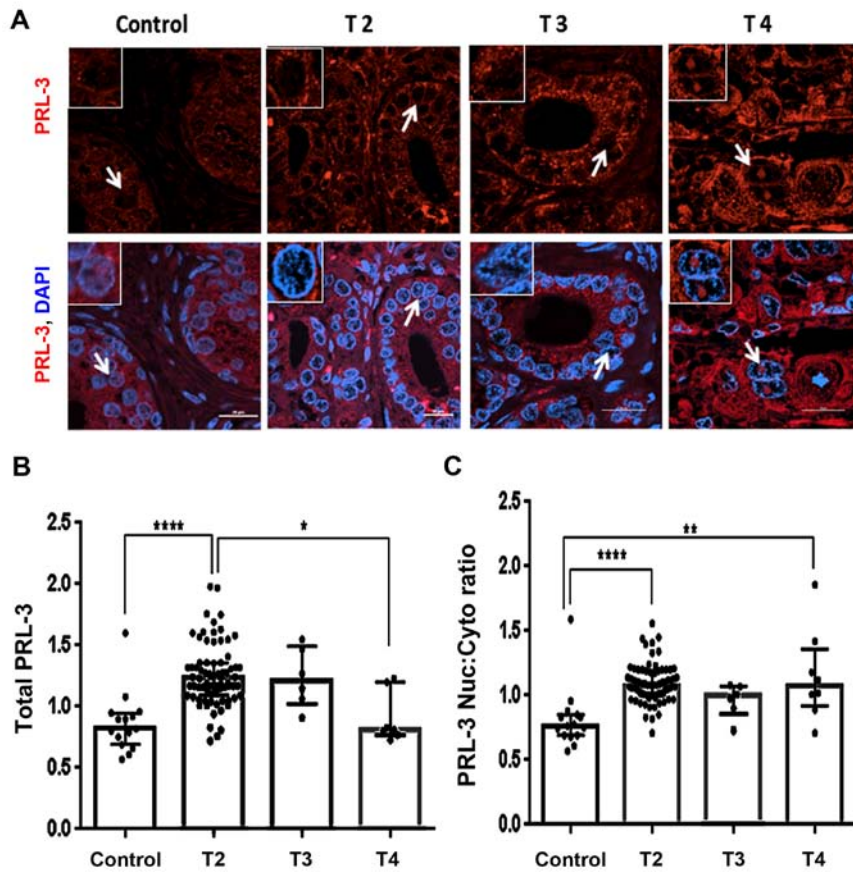 A
Control
T 2
T 3
T 4
PRL-3
PRL-3, DAPI
B
Total PRL-3
2.5
2.0
1.5
1.0
0.5
0.0
****
*
Control T2 T3 T4
C
PRL-3 Nuc:Cyto ratio
2.5
2.0
1.5
1.0
0.5
0.0
**
****
Control T2 T3 T4